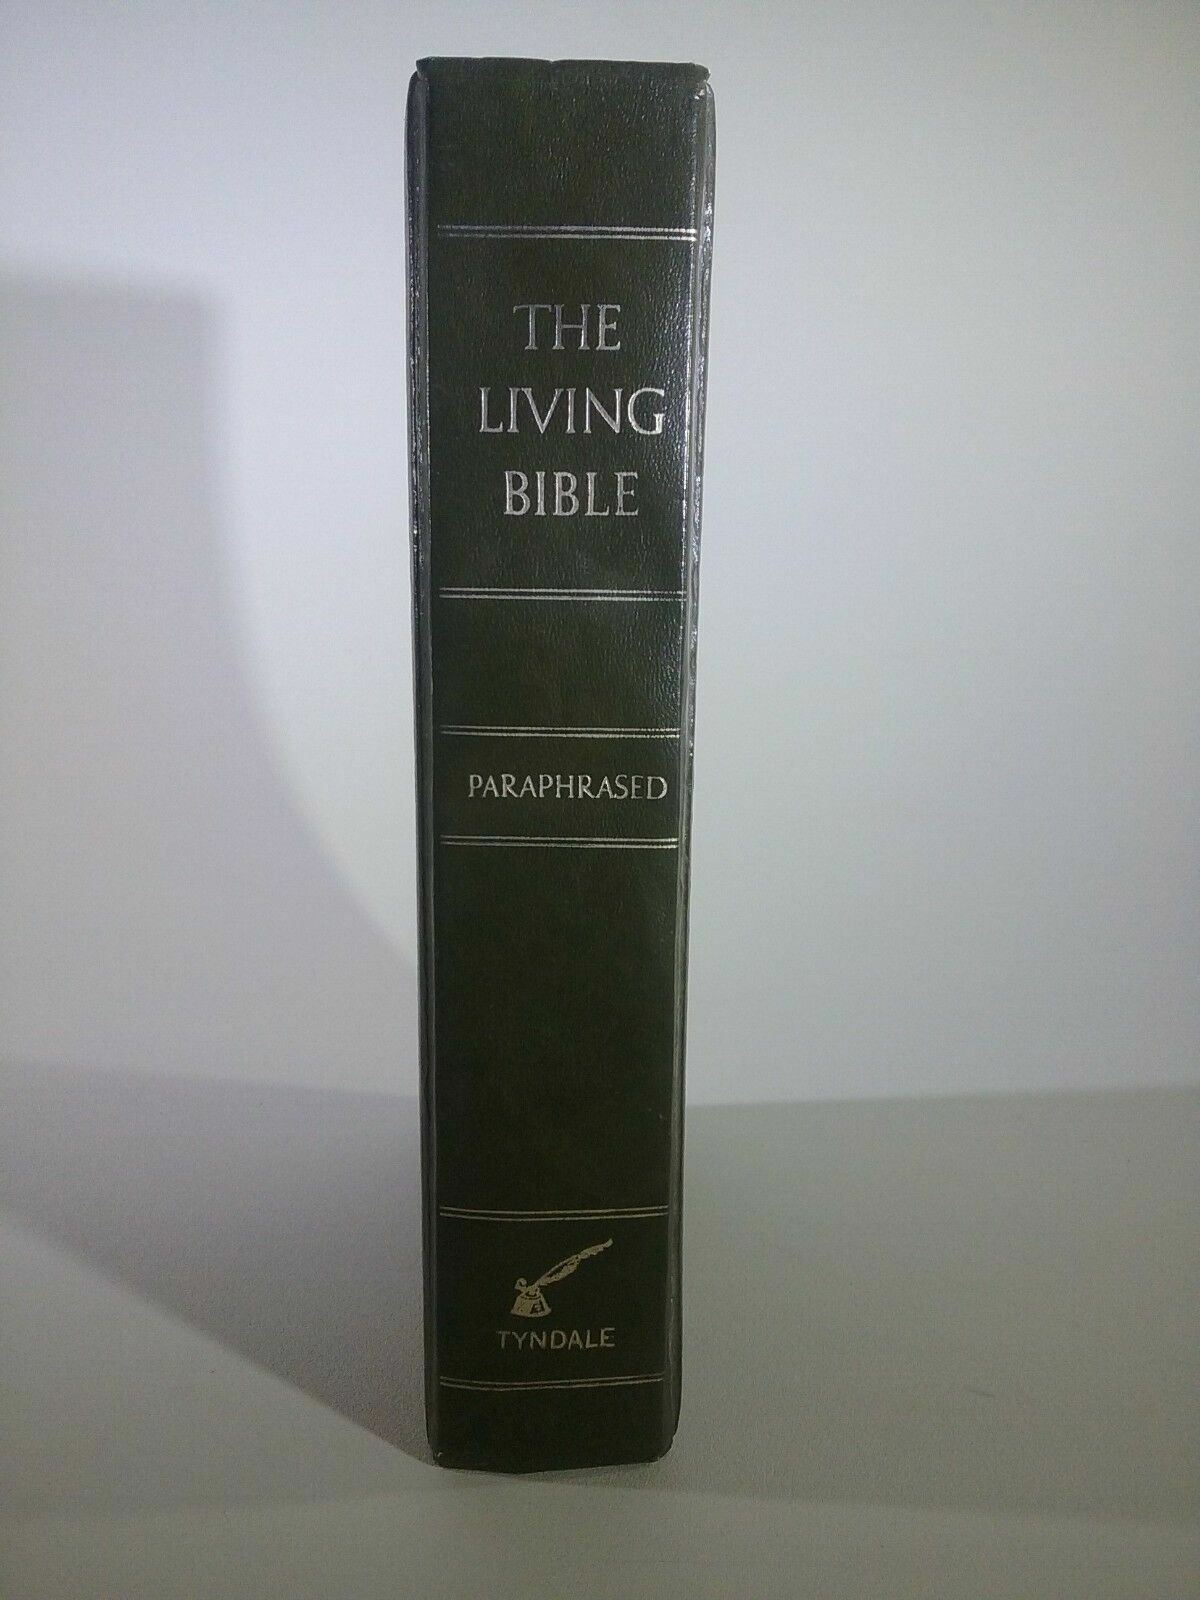 THE
LIVING
BIBLE
PARAPHRASED
TYNDALE